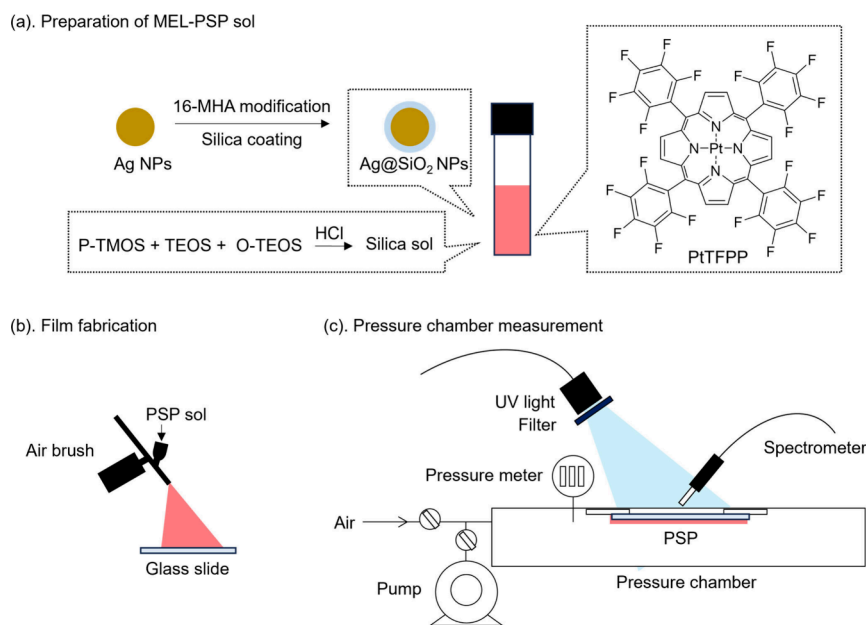 (a). Preparation of MEL-PSP sol
16-MHA modification
Silica coating
Ag NPs
Ag@SiO₂ NPs
P-TMOS + TEOS + O-TEOS
HCl
Silica sol
F
F
F
F
F
F
F
F
F
F
N
N
Pt
N
N
F
F
F
F
F
F
F
F
F
F
PtTFPP
(b). Film fabrication
PSP sol
Air brush
Glass slide
(c). Pressure chamber measurement
UV light
Filter
Spectrometer
Pressure meter
Air
PSP
Pump
Pressure chamber